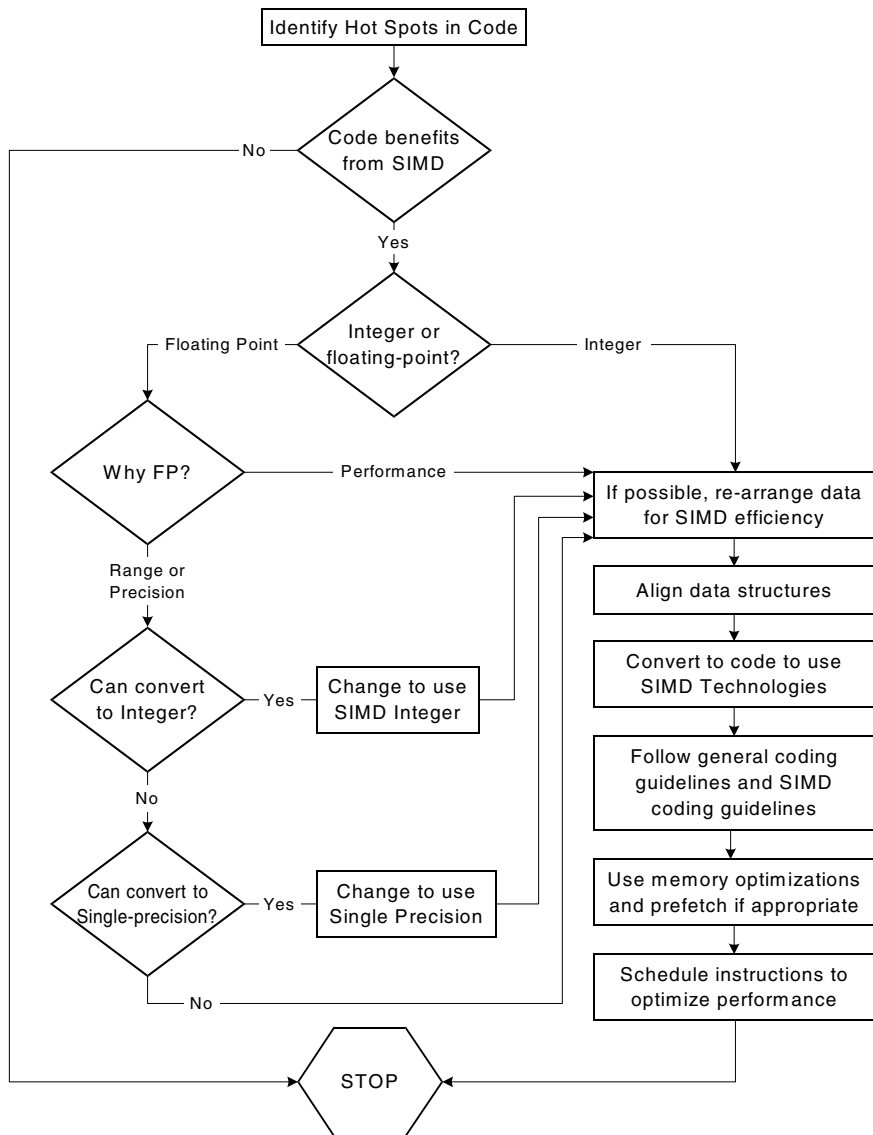 Identify Hot Spots in Code
Code benefits
from SIMD
No
Yes
Integer or
floating-point?
Floating Point
Integer
Why FP?
Performance
If possible, re-arrange data
for SIMD efficiency
Range or
Precision
Align data structures
Can convert
to Integer?
Yes
Change to use
SIMD Integer
Convert to code to use
SIMD Technologies
No
Follow general coding
guidelines and SIMD
coding guidelines
Can convert to
Single-precision?
Yes
Change to use
Single Precision
Use memory optimizations
and prefetch if appropriate
No
Schedule instructions to
optimize performance
STOP